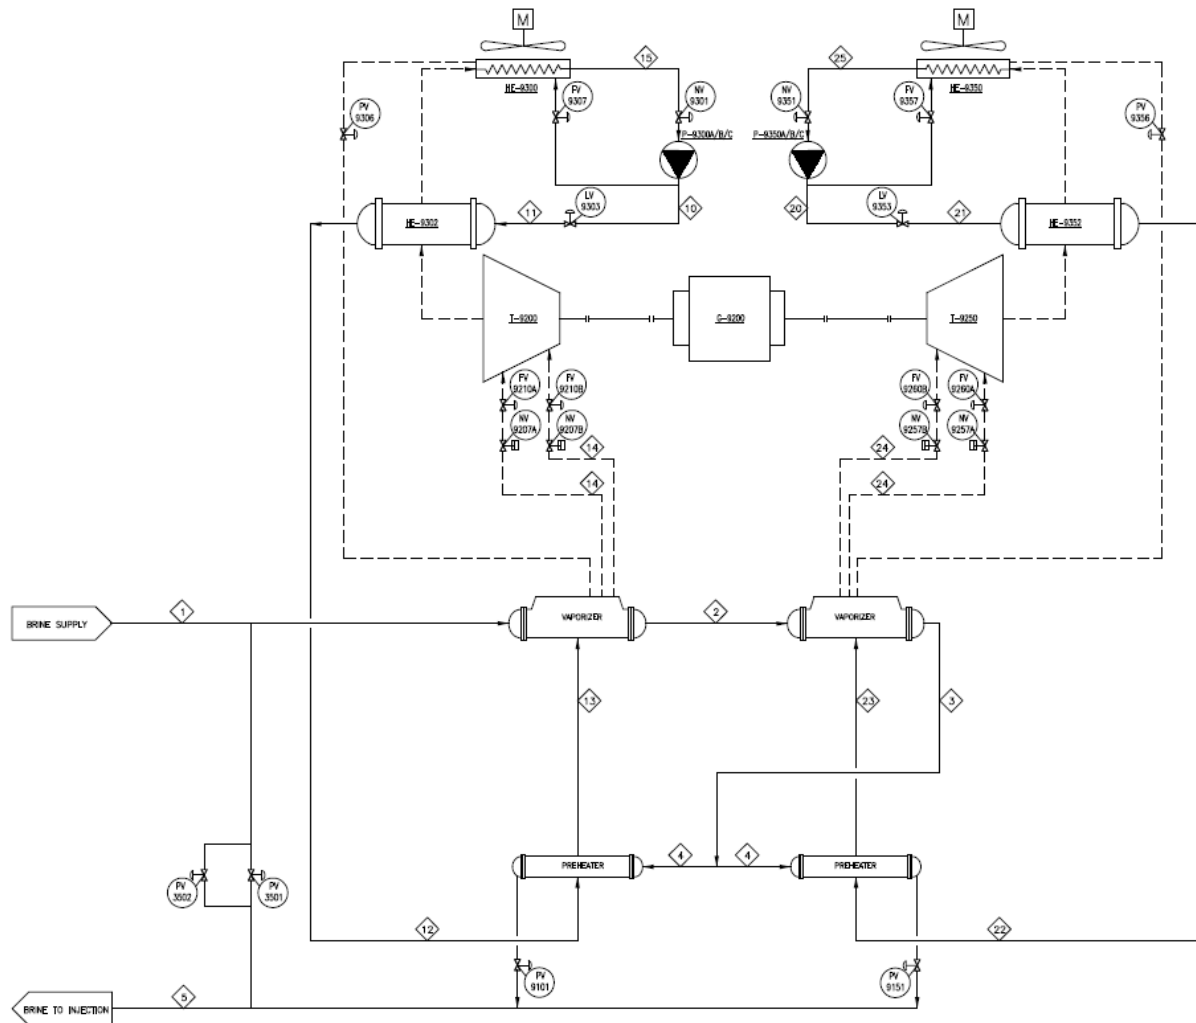 M
M
15
25
HE-9300
HE-9350
FV
9307
NV
9301
NV
9351
FV
9357
PV
9306
PV
9356
P-9300A/B/C
P-9350A/B/C
LV
9303
LV
9353
11
10
20
21
HE-9302
HE-9352
T-9200
G-9200
T-9250
FV
9210A
FV
9210B
FV
9260B
FV
9260A
NV
9207A
NV
9207B
NV
9257B
NV
9257A
14
24
14
24
BRINE SUPPLY
1
VAPORIZER
2
VAPORIZER
13
23
3
PREHEATER
4
4
PREHEATER
PV
3502
PV
3501
12
22
PV
9101
PV
9151
BRINE TO INJECTION
5